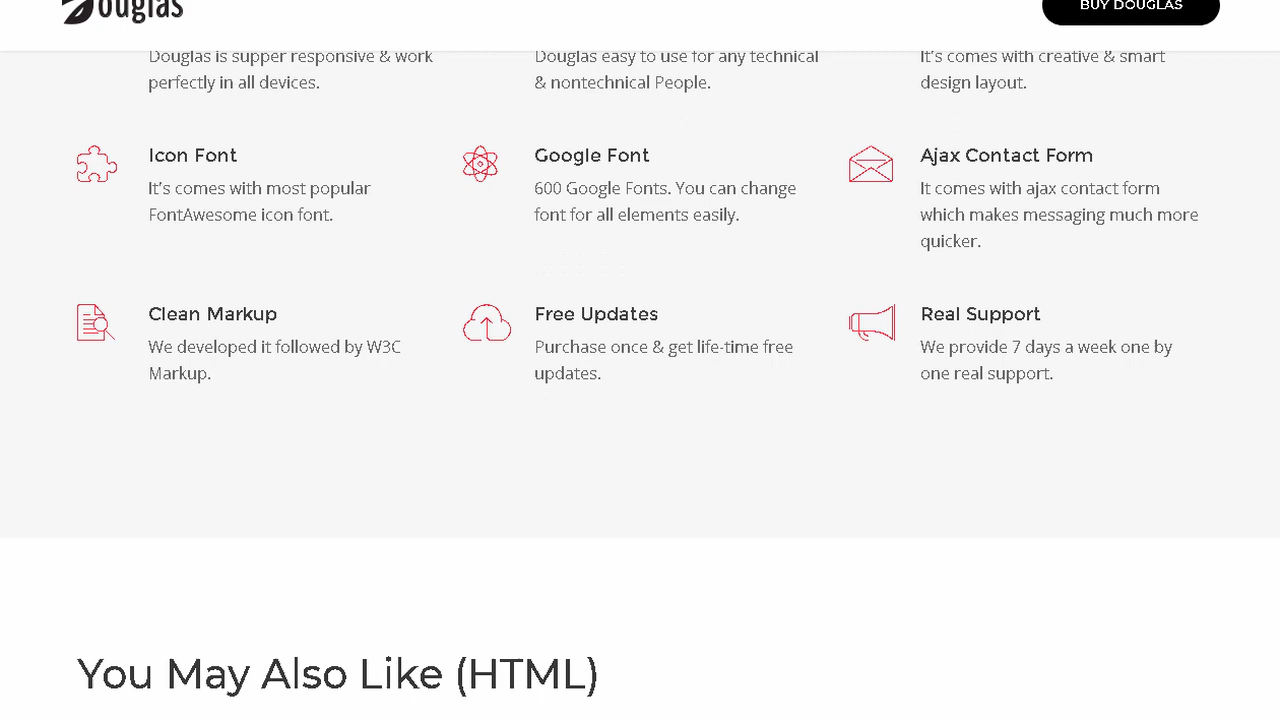 Douglas
BUY DOUGLAS
Douglas is supper responsive & work
perfectly in all devices.
Douglas easy to use for any technical
& nontechnical People.
It's comes with creative & smart
design layout.
Icon Font
It's comes with most popular
FontAwesome icon font.
Google Font
600 Google Fonts. You can change
font for all elements easily.
Ajax Contact Form
It comes with ajax contact form
which makes messaging much more
quicker.
Clean Markup
We developed it followed by W3C
Markup.
Free Updates
Purchase once & get life-time free
updates.
Real Support
We provide 7 days a week one by
one real support.
You May Also Like (HTML)